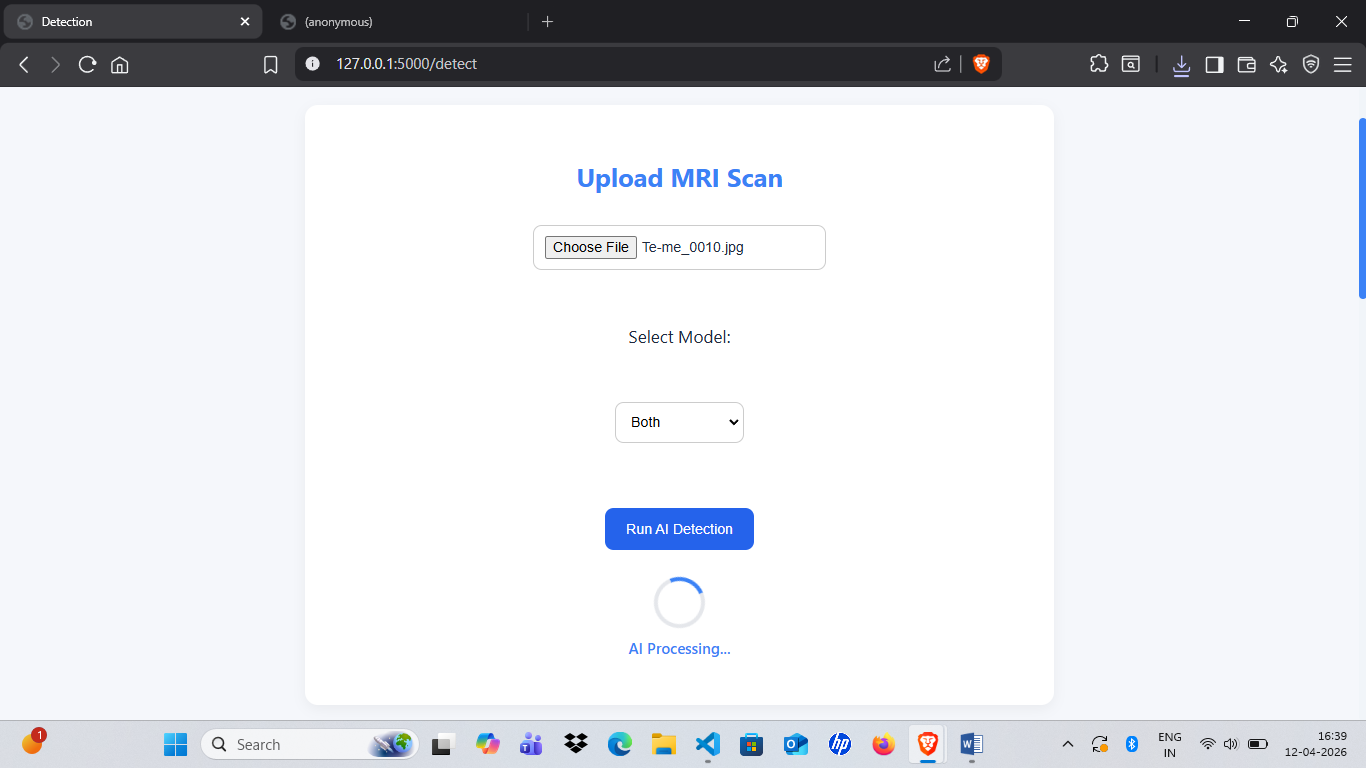 Detection
(anonymous)
127.0.0.1:5000/detect
Upload MRI Scan
Choose File Te-me_0010.jpg
Select Model:
Both
Run AI Detection
AI Processing...
1
Search
ENG
IN
16:39
12-04-2026